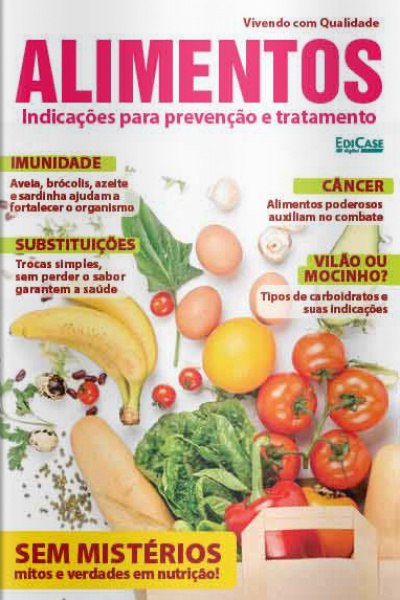 Vivendo com Qualidade
ALIMENTOS
Indicações para prevenção e tratamento
EDICASE
digital
IMUNIDADE
Aveia, brócolis, azeite
e sardinha ajudam a
fortalecer o organismo
CÂNCER
Alimentos poderosos
auxiliam no combate
SUBSTITUIÇÕES
Trocas simples,
sem perder o sabor
garantem a saúde
VILÃO OU
MOCINHO?
Tipos de carboidratos e
suas indicações
SEM MISTÉRIOS
mitos e verdades em nutrição!